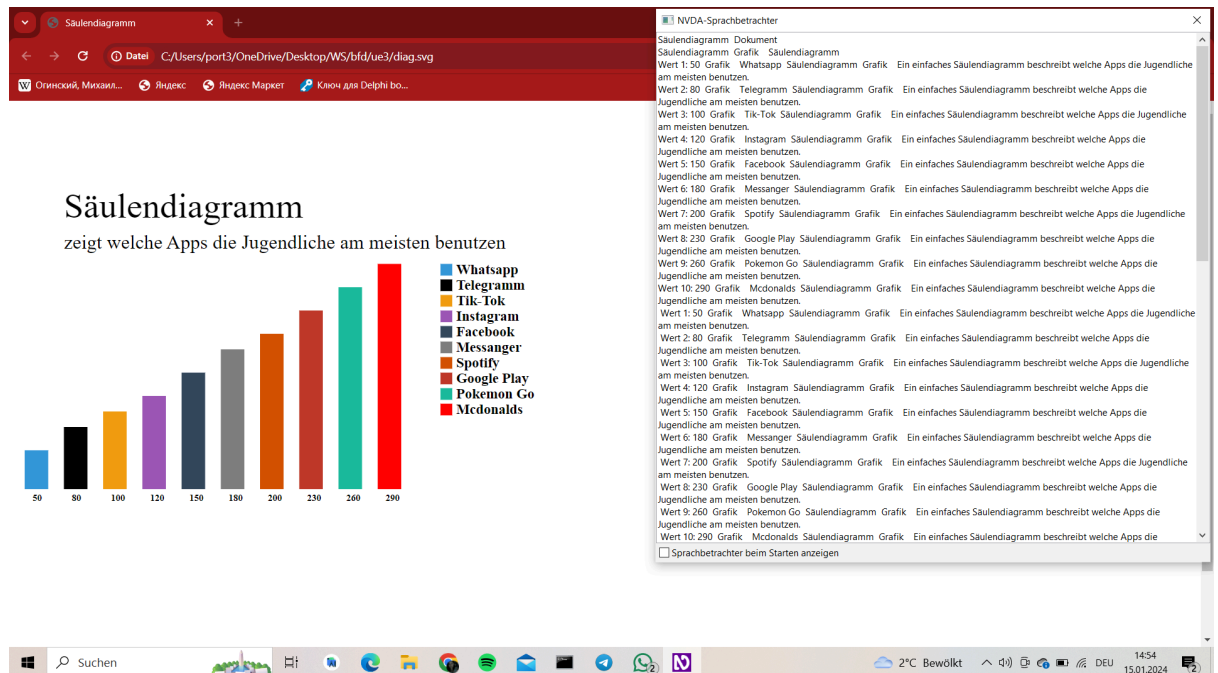 Säulendiagramm
Datei C:/Users/port3/OneDrive/Desktop/WS/bfd/ue3/diag.svg
W Огинский, Михаил... Яндекс Яндекс Маркет Ключ для Delphi bo...
Säulendiagramm
zeigt welche Apps die Jugendliche am meisten benutzen
Whatsapp
Telegramm
Tik-Tok
Instagram
Facebook
Messanger
Spotify
Google Play
Pokemon Go
Mcdonalds
50 80 100 120 150 180 200 230 260 290
NVDA-Sprachbetrachter
Säulendiagramm Dokument
Säulendiagramm Grafik Säulendiagramm
Wert 1: 50 Grafik Whatsapp Säulendiagramm Grafik Ein einfaches Säulendiagramm beschreibt welche Apps die Jugendliche
am meisten benutzen.
Wert 2: 80 Grafik Telegramm Säulendiagramm Grafik Ein einfaches Säulendiagramm beschreibt welche Apps die
Jugendliche am meisten benutzen.
Wert 3: 100 Grafik Tik-Tok Säulendiagramm Grafik Ein einfaches Säulendiagramm beschreibt welche Apps die Jugendliche
am meisten benutzen.
Wert 4: 120 Grafik Instagram Säulendiagramm Grafik Ein einfaches Säulendiagramm beschreibt welche Apps die
Jugendliche am meisten benutzen.
Wert 5: 150 Grafik Facebook Säulendiagramm Grafik Ein einfaches Säulendiagramm beschreibt welche Apps die
Jugendliche am meisten benutzen.
Wert 6: 180 Grafik Messanger Säulendiagramm Grafik Ein einfaches Säulendiagramm beschreibt welche Apps die
Jugendliche am meisten benutzen.
Wert 7: 200 Grafik Spotify Säulendiagramm Grafik Ein einfaches Säulendiagramm beschreibt welche Apps die Jugendliche
am meisten benutzen.
Wert 8: 230 Grafik Google Play Säulendiagramm Grafik Ein einfaches Säulendiagramm beschreibt welche Apps die
Jugendliche am meisten benutzen.
Wert 9: 260 Grafik Pokemon Go Säulendiagramm Grafik Ein einfaches Säulendiagramm beschreibt welche Apps die
Jugendliche am meisten benutzen.
Wert 10: 290 Grafik Mcdonalds Säulendiagramm Grafik Ein einfaches Säulendiagramm beschreibt welche Apps die
Jugendliche am meisten benutzen.
Wert 1: 50 Grafik Whatsapp Säulendiagramm Grafik Ein einfaches Säulendiagramm beschreibt welche Apps die Jugendliche
am meisten benutzen.
Wert 2: 80 Grafik Telegramm Säulendiagramm Grafik Ein einfaches Säulendiagramm beschreibt welche Apps die
Jugendliche am meisten benutzen.
Wert 3: 100 Grafik Tik-Tok Säulendiagramm Grafik Ein einfaches Säulendiagramm beschreibt welche Apps die Jugendliche
am meisten benutzen.
Wert 4: 120 Grafik Instagram Säulendiagramm Grafik Ein einfaches Säulendiagramm beschreibt welche Apps die
Jugendliche am meisten benutzen.
Wert 5: 150 Grafik Facebook Säulendiagramm Grafik Ein einfaches Säulendiagramm beschreibt welche Apps die
Jugendliche am meisten benutzen.
Wert 6: 180 Grafik Messanger Säulendiagramm Grafik Ein einfaches Säulendiagramm beschreibt welche Apps die
Jugendliche am meisten benutzen.
Wert 7: 200 Grafik Spotify Säulendiagramm Grafik Ein einfaches Säulendiagramm beschreibt welche Apps die Jugendliche
am meisten benutzen.
Wert 8: 230 Grafik Google Play Säulendiagramm Grafik Ein einfaches Säulendiagramm beschreibt welche Apps die
Jugendliche am meisten benutzen.
Wert 9: 260 Grafik Pokemon Go Säulendiagramm Grafik Ein einfaches Säulendiagramm beschreibt welche Apps die
Jugendliche am meisten benutzen.
Wert 10: 290 Grafik Mcdonalds Säulendiagramm Grafik Ein einfaches Säulendiagramm beschreibt welche Apps die
Sprachbetrachter beim Starten anzeigen
Suchen 2°C Bewölkt DEU 14:54
15.01.2024